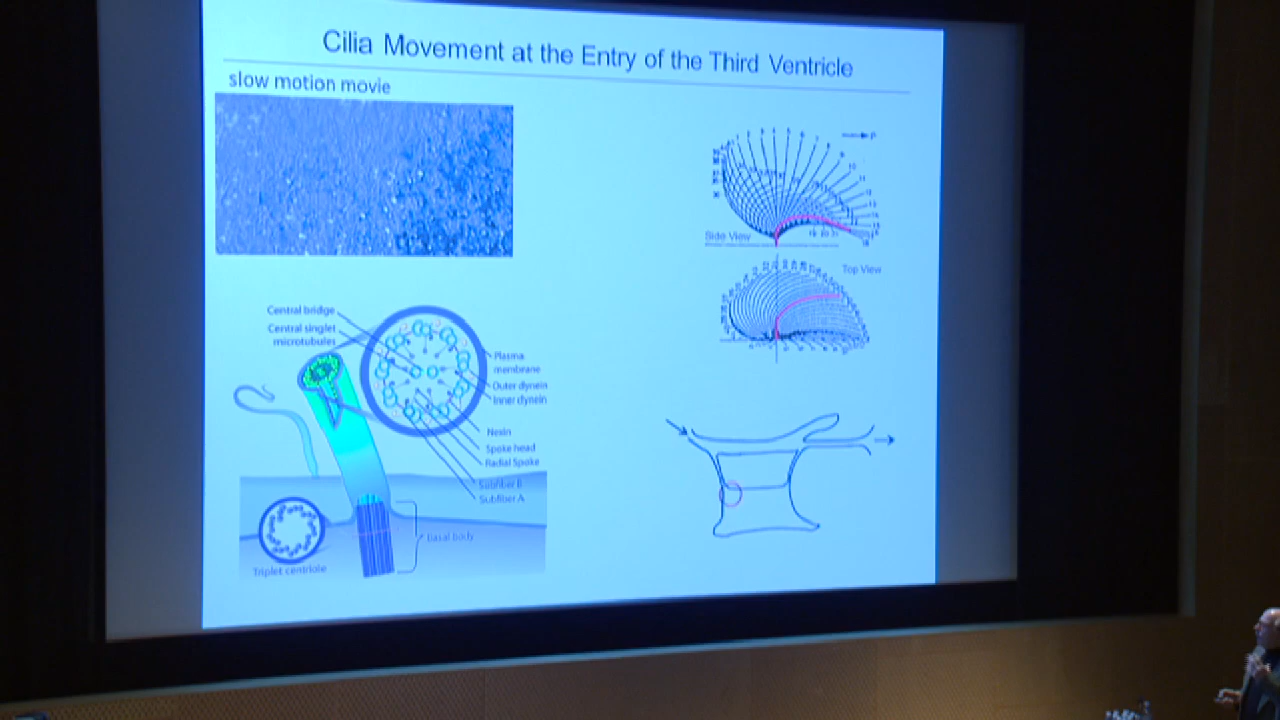 Cilia Movement at the Entry of the Third Ventricle
slow motion movie
Side View
Top View
Central bridge
Central singlet
microtubules
Plasma
membrane
Outer dynein
Inner dynein
Nexin
Spoke head
Radial Spoke
Subfiber B
Subfiber A
Basal body
Triplet centriole